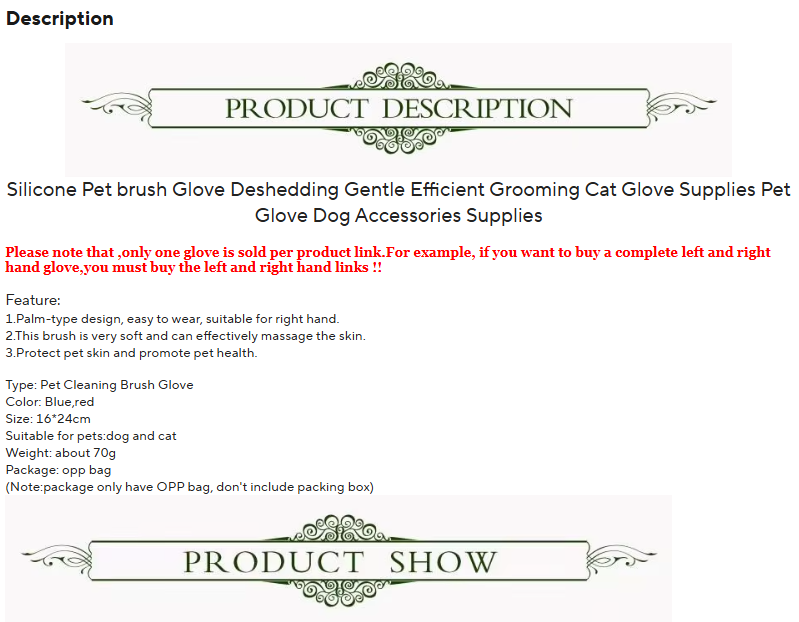 Description
PRODUCT DESCRIPTION
Silicone Pet brush Glove Deshedding Gentle Efficient Grooming Cat Glove Supplies Pet
Glove Dog Accessories Supplies
Please note that ,only one glove is sold per product link.For example, if you want to buy a complete left and right
hand glove,you must buy the left and right hand links !!
Feature:
1.Palm-type design, easy to wear, suitable for right hand.
2.This brush is very soft and can effectively massage the skin.
3.Protect pet skin and promote pet health.
Type: Pet Cleaning Brush Glove
Color: Blue,red
Size: 16*24cm
Suitable for pets:dog and cat
Weight: about 70g
Package: opp bag
(Note:package only have OPP bag, don't include packing box)
PRODUCT SHOW